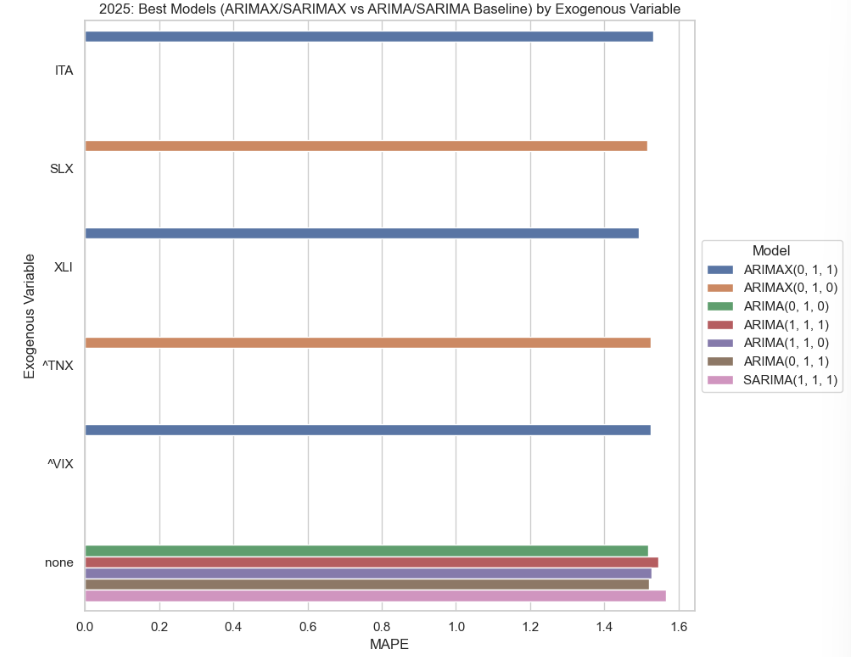 2025: Best Models (ARIMAX/SARIMAX vs ARIMA/SARIMA Baseline) by Exogenous Variable
Exogenous Variable
ITA
SLX
XLI
^TNX
^VIX
none
0.0 0.2 0.4 0.6 0.8 1.0 1.2 1.4 1.6
MAPE
Model
ARIMAX(0, 1, 1)
ARIMAX(0, 1, 0)
ARIMA(0, 1, 0)
ARIMA(1, 1, 1)
ARIMA(1, 1, 0)
ARIMA(0, 1, 1)
SARIMA(1, 1, 1)